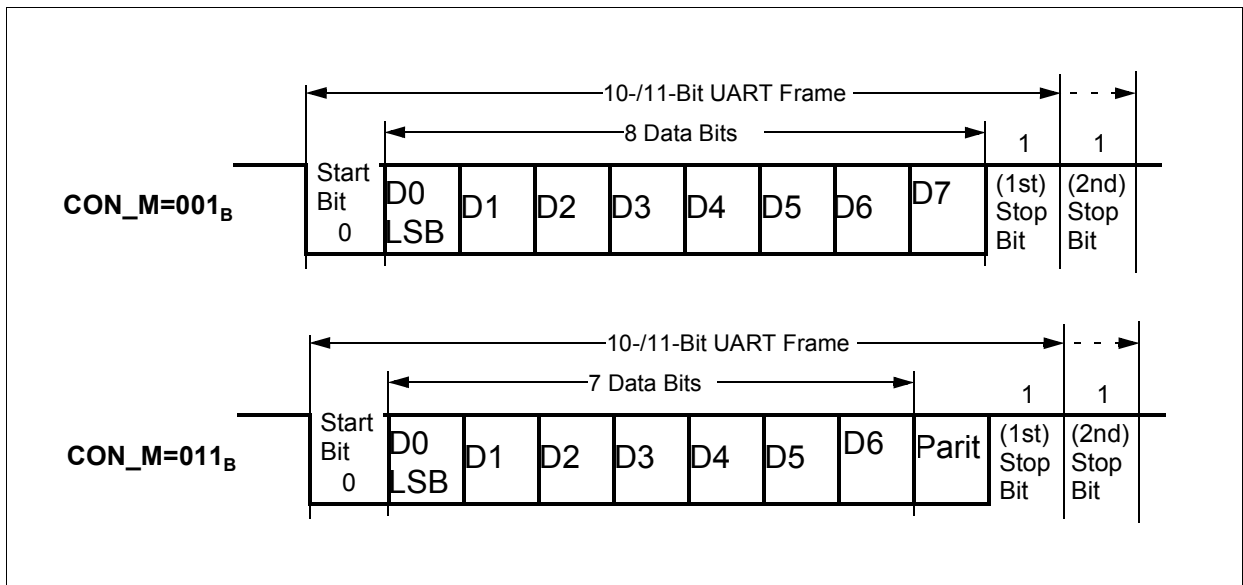 10-/11-Bit UART Frame
8 Data Bits
1
1
CON_M=001B
Start
Bit
0
D0
LSB
D1
D2
D3
D4
D5
D6
D7
(1st)
Stop
Bit
(2nd)
Stop
Bit
10-/11-Bit UART Frame
7 Data Bits
1
1
CON_M=011B
Start
Bit
0
D0
LSB
D1
D2
D3
D4
D5
D6
Parit
(1st)
Stop
Bit
(2nd)
Stop
Bit